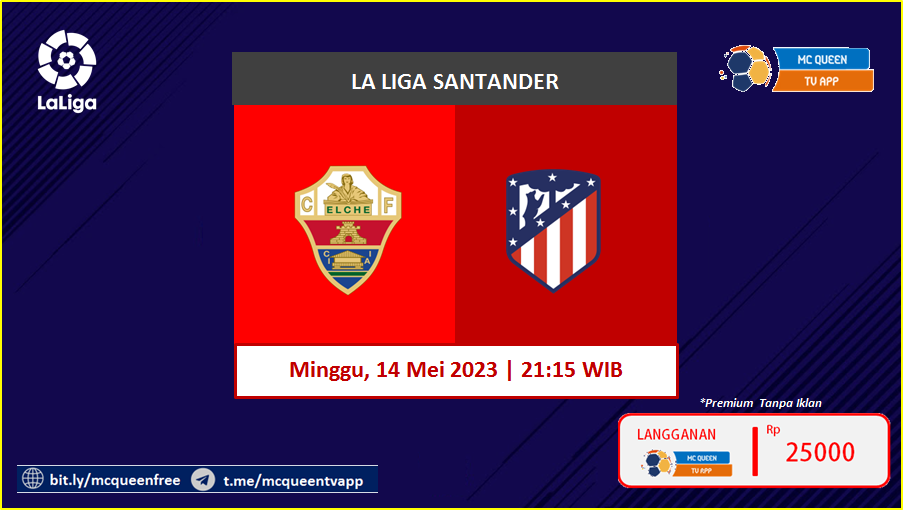 LaLiga
MC QUEEN
TV APP
LA LIGA SANTANDER
C F
ELCHE
C I I A
Minggu, 14 Mei 2023 | 21:15 WIB
*Premium Tanpa Iklan
LANGGANAN
MC QUEEN
TV APP
Rp
25000
bit.ly/mcqueenfree
t.me/mcqueentvapp